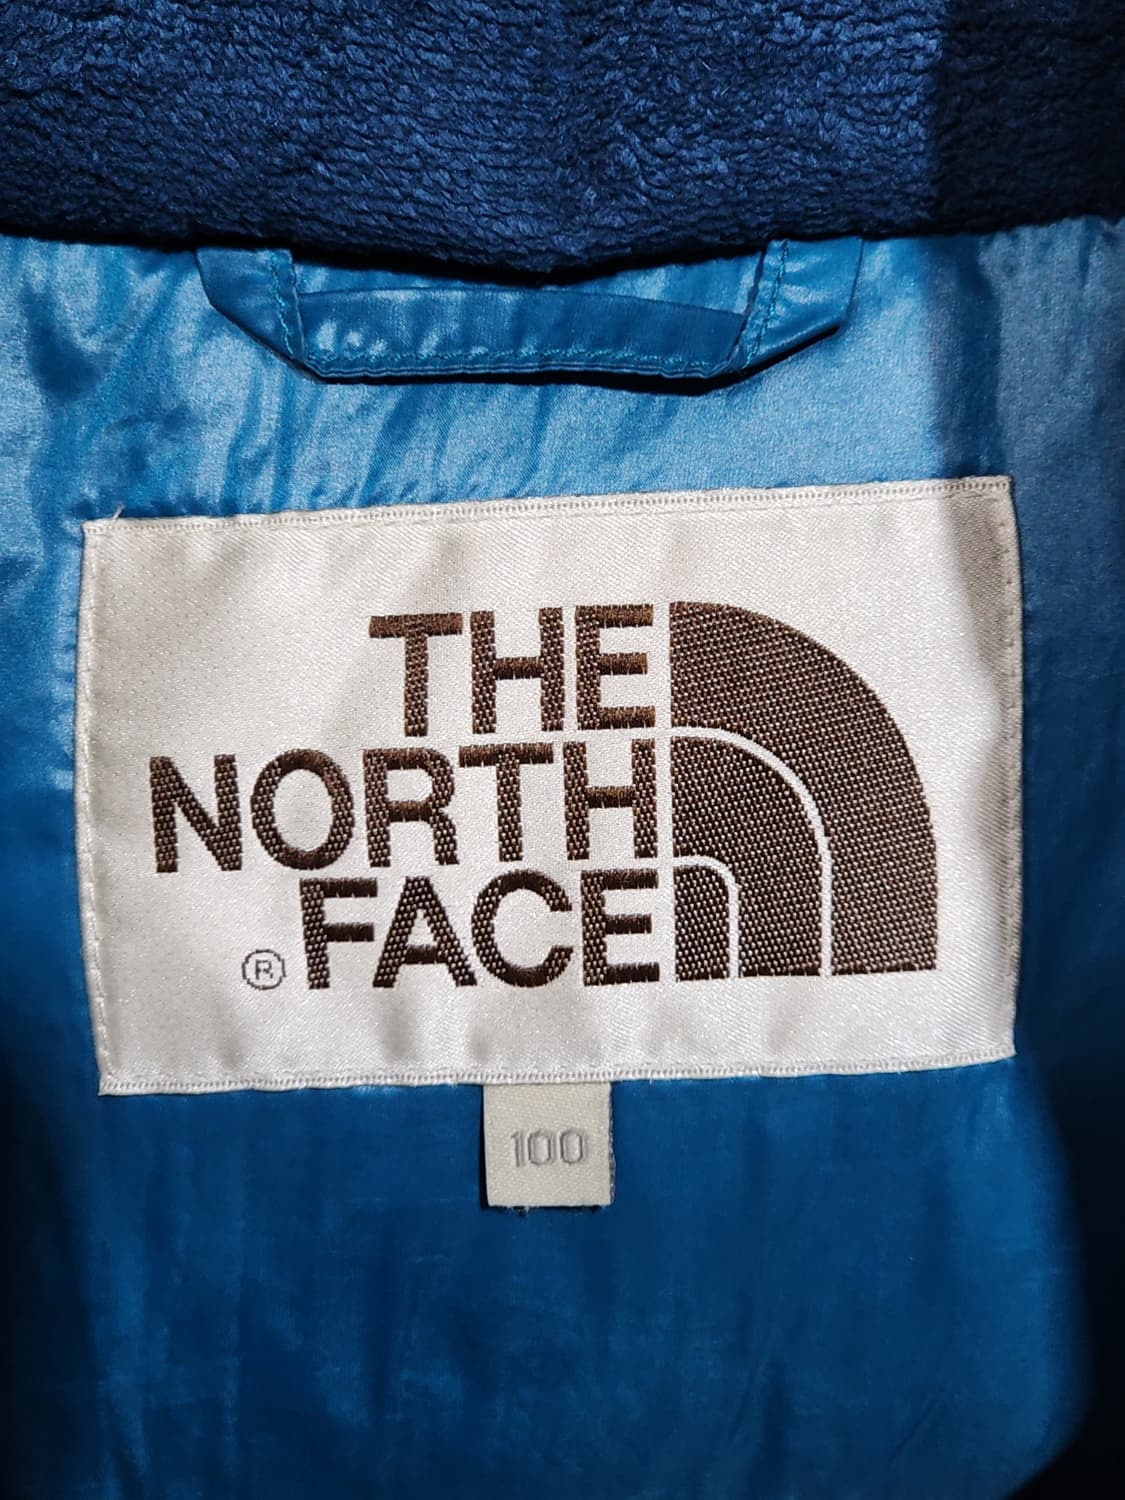 THE
NORTH
® FACE
100